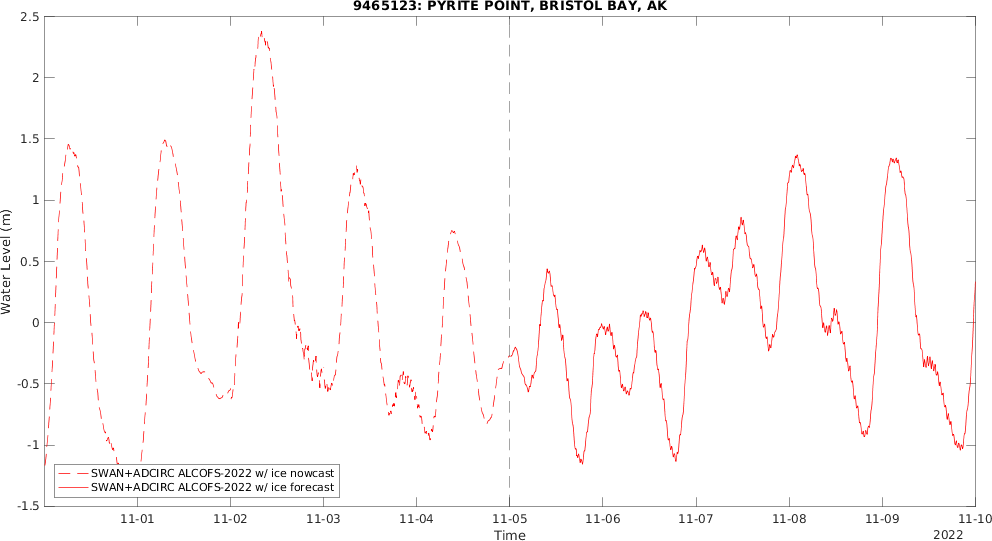 9465123: PYRITE POINT, BRISTOL BAY, AK
2.5
2
1.5
1
0.5
0
-0.5
-1
-1.5
Water Level (m)
SWAN+ADCIRC ALCOFS-2022 w/ ice nowcast
SWAN+ADCIRC ALCOFS-2022 w/ ice forecast
11-01 11-02 11-03 11-04 11-05 11-06 11-07 11-08 11-09 11-10
Time
2022